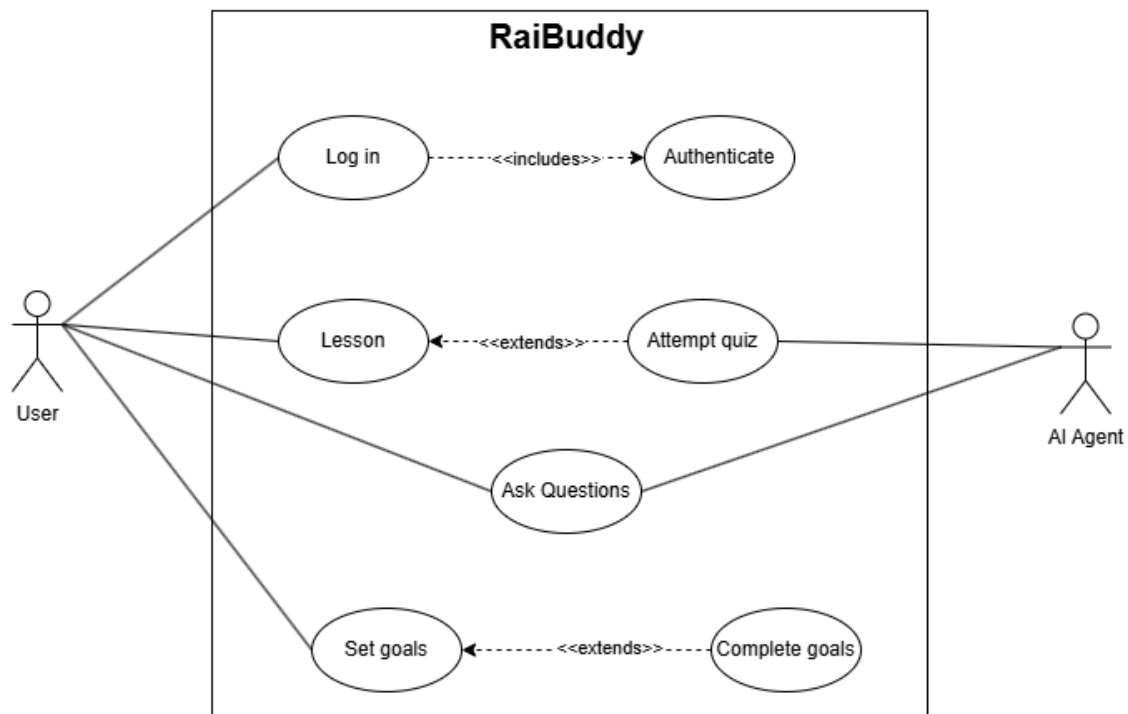 RaiBuddy
Log in
<<includes>>
Authenticate
Lesson
<<extends>>
Attempt quiz
User
AI Agent
Ask Questions
Set goals
<<extends>>
Complete goals